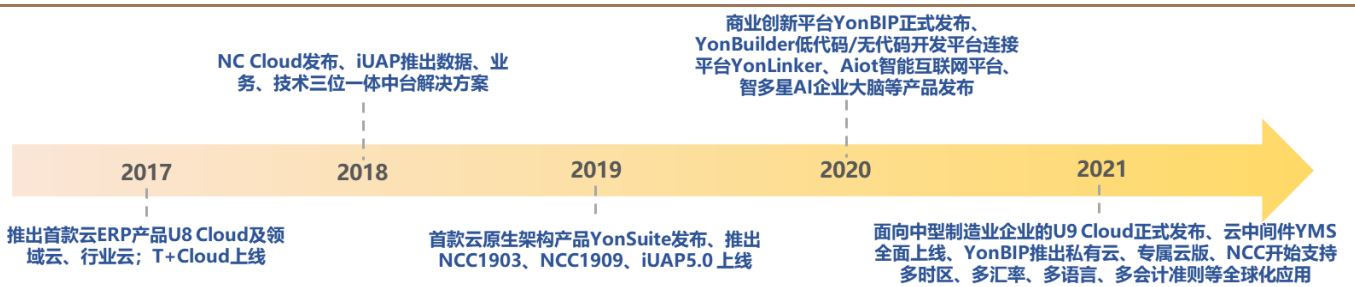 商业创新平台YonBIP正式发布、
YonBuilder低代码/无代码开发平台连接
平台YonLinker、Aiot智能互联网平台、
智多星AI企业大脑等产品发布
NC Cloud发布、iUAP推出数据、业
务、技术三位一体中台解决方案
2017
2018
2019
2020
2021
推出首款云ERP产品U8 Cloud及领
域云、行业云；T+Cloud上线
首款云原生架构产品YonSuite发布、推出
NCC1903、NCC1909、iUAP5.0 上线
面向中型制造业企业的U9 Cloud正式发布、云中间件YMS
全面上线、YonBIP推出私有云、专属云版、NCC开始支持
多时区、多汇率、多语言、多会计准则等全球化应用